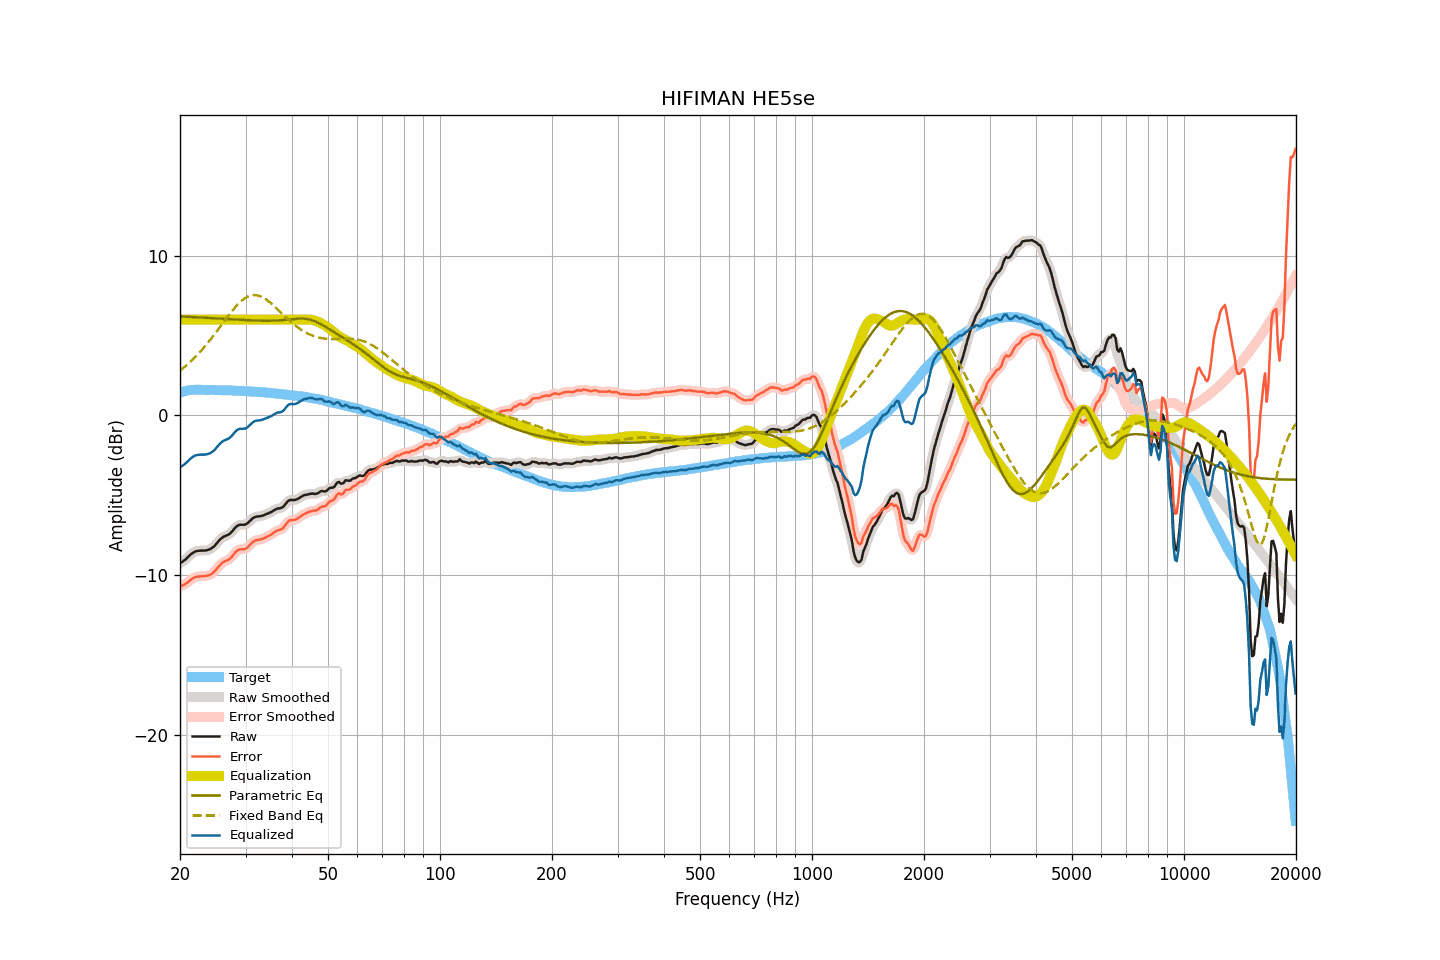 HIFIMAN HE5se
Amplitude (dBr)
10
0
−10
−20
Target
Raw Smoothed
Error Smoothed
Raw
Error
Equalization
Parametric Eq
Fixed Band Eq
Equalized
20 50 100 200 500 1000 2000 5000 10000 20000
Frequency (Hz)